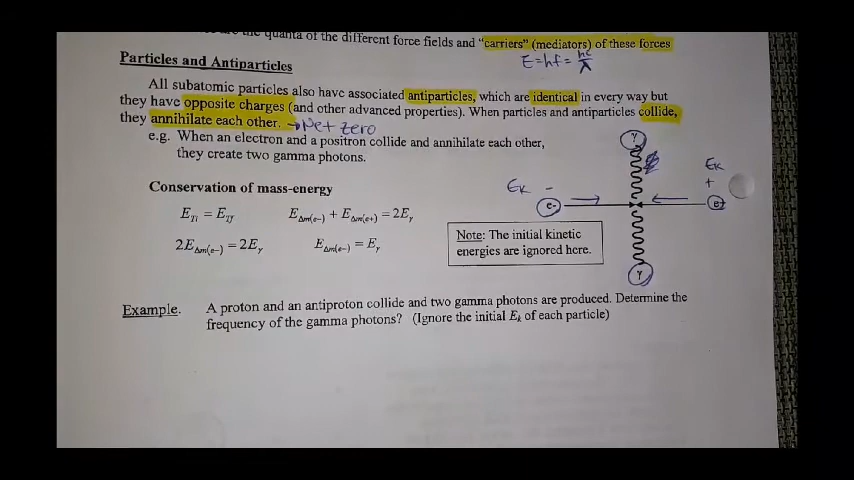 are the quanta of the different force fields and "carriers" (mediators) of these forces
E=hf=hc/λ
Particles and Antiparticles
All subatomic particles also have associated antiparticles, which are identical in every way but
they have opposite charges (and other advanced properties). When particles and antiparticles collide,
they annihilate each other. →Net zero
e.g. When an electron and a positron collide and annihilate each other,
they create two gamma photons.
γ
Ek -
Ek
+
e-
e+
γ
Conservation of mass-energy
E_Ti = E_Tf   E_Δm(e−) + E_Δm(e+) = 2E_γ
2E_Δm(e−) = 2E_γ   E_Δm(e−) = E_γ
Note: The initial kinetic
energies are ignored here.
Example. A proton and an antiproton collide and two gamma photons are produced. Determine the
frequency of the gamma photons? (Ignore the initial E_k of each particle)